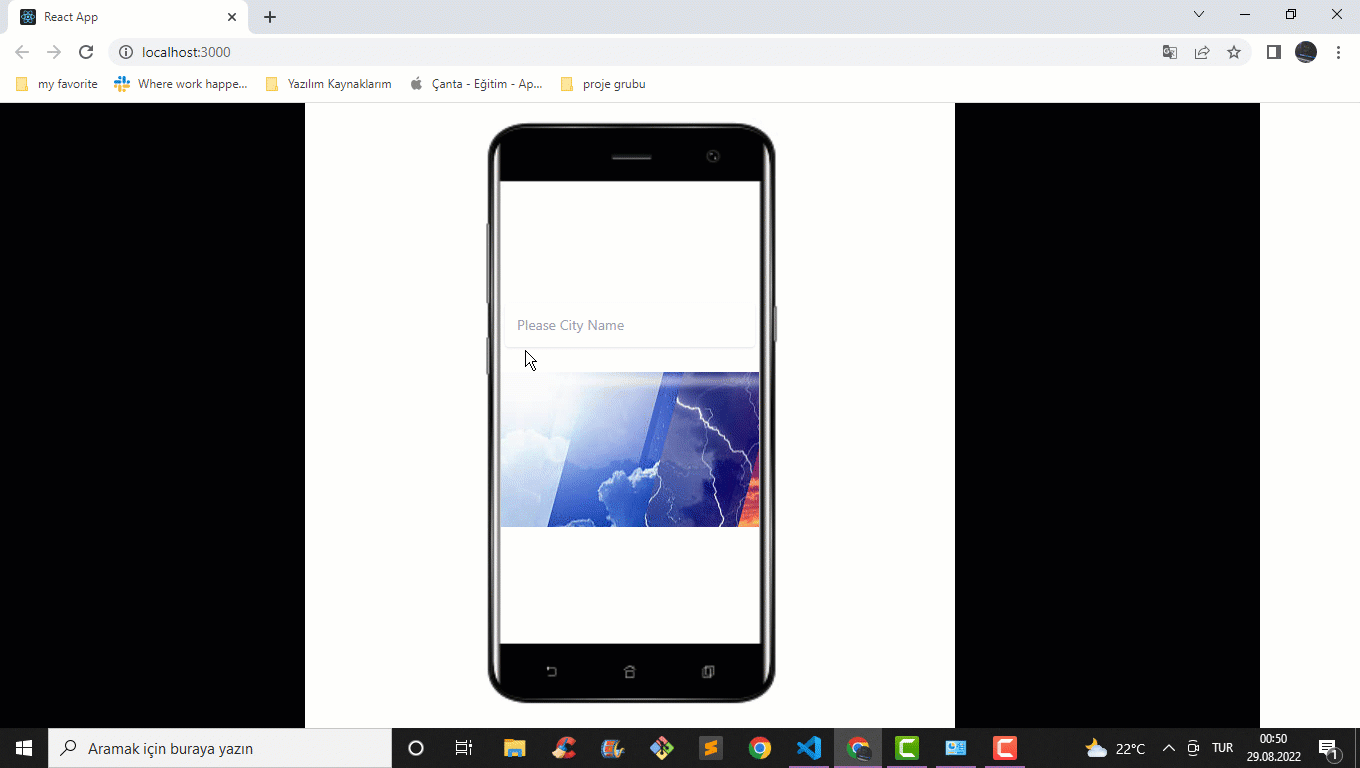 React App
localhost:3000
my favorite
Where work happe...
Yazılım Kaynaklarım
Çanta - Eğitim - Ap...
proje grubu
Please City Name
Aramak için buraya yazın
22°C
TUR
00:50
29.08.2022
1